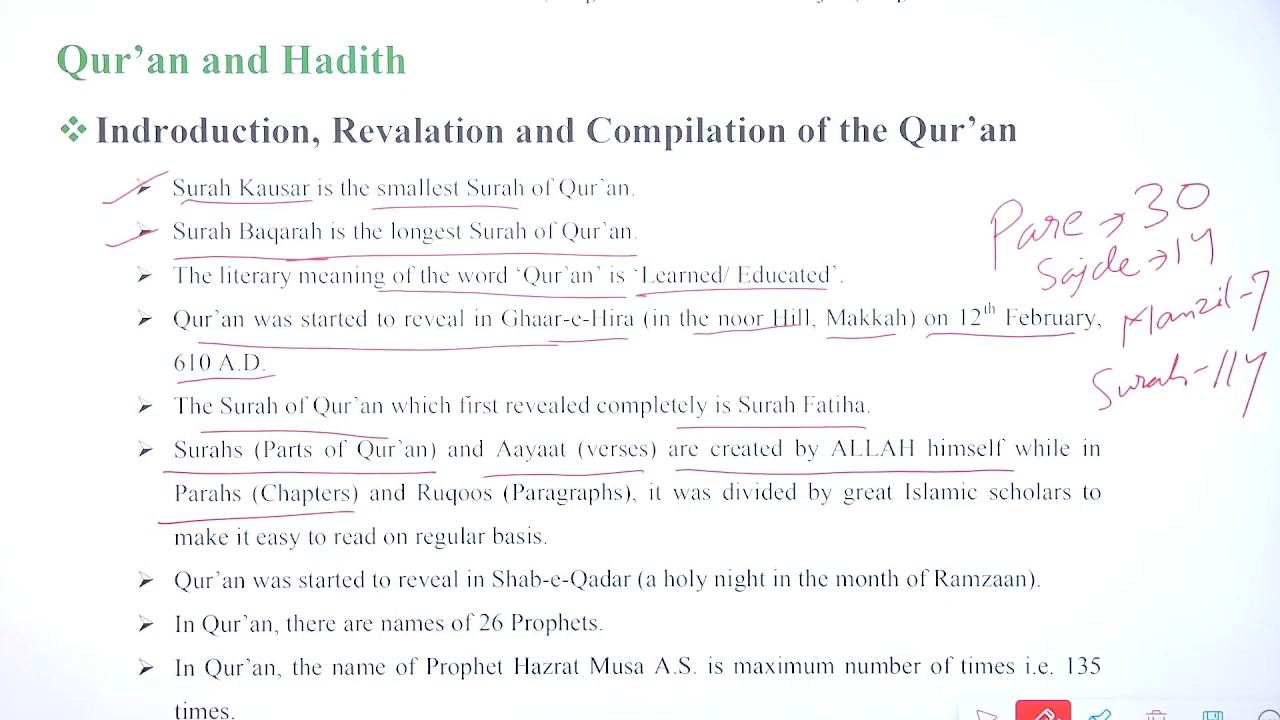 Qur'an and Hadith
❖ Indroduction, Revalation and Compilation of the Qur'an
➢ Surah Kausar is the smallest Surah of Qur'an.
➢ Surah Baqarah is the longest Surah of Qur'an.
➢ The literary meaning of the word 'Qur'an' is 'Learned/ Educated'.
➢ Qur'an was started to reveal in Ghaar-e-Hira (in the noor Hill, Makkah) on 12th February,
610 A.D.
➢ The Surah of Qur'an which first revealed completely is Surah Fatiha.
➢ Surahs (Parts of Qur'an) and Aayaat (verses) are created by ALLAH himself while in
Parahs (Chapters) and Ruqoos (Paragraphs), it was divided by great Islamic scholars to
make it easy to read on regular basis.
➢ Qur'an was started to reveal in Shab-e-Qadar (a holy night in the month of Ramzaan).
➢ In Qur'an, there are names of 26 Prophets.
➢ In Qur'an, the name of Prophet Hazrat Musa A.S. is maximum number of times i.e. 135
times.
Pare → 30
Sajde → 14
Manzil - 7
Surah - 114